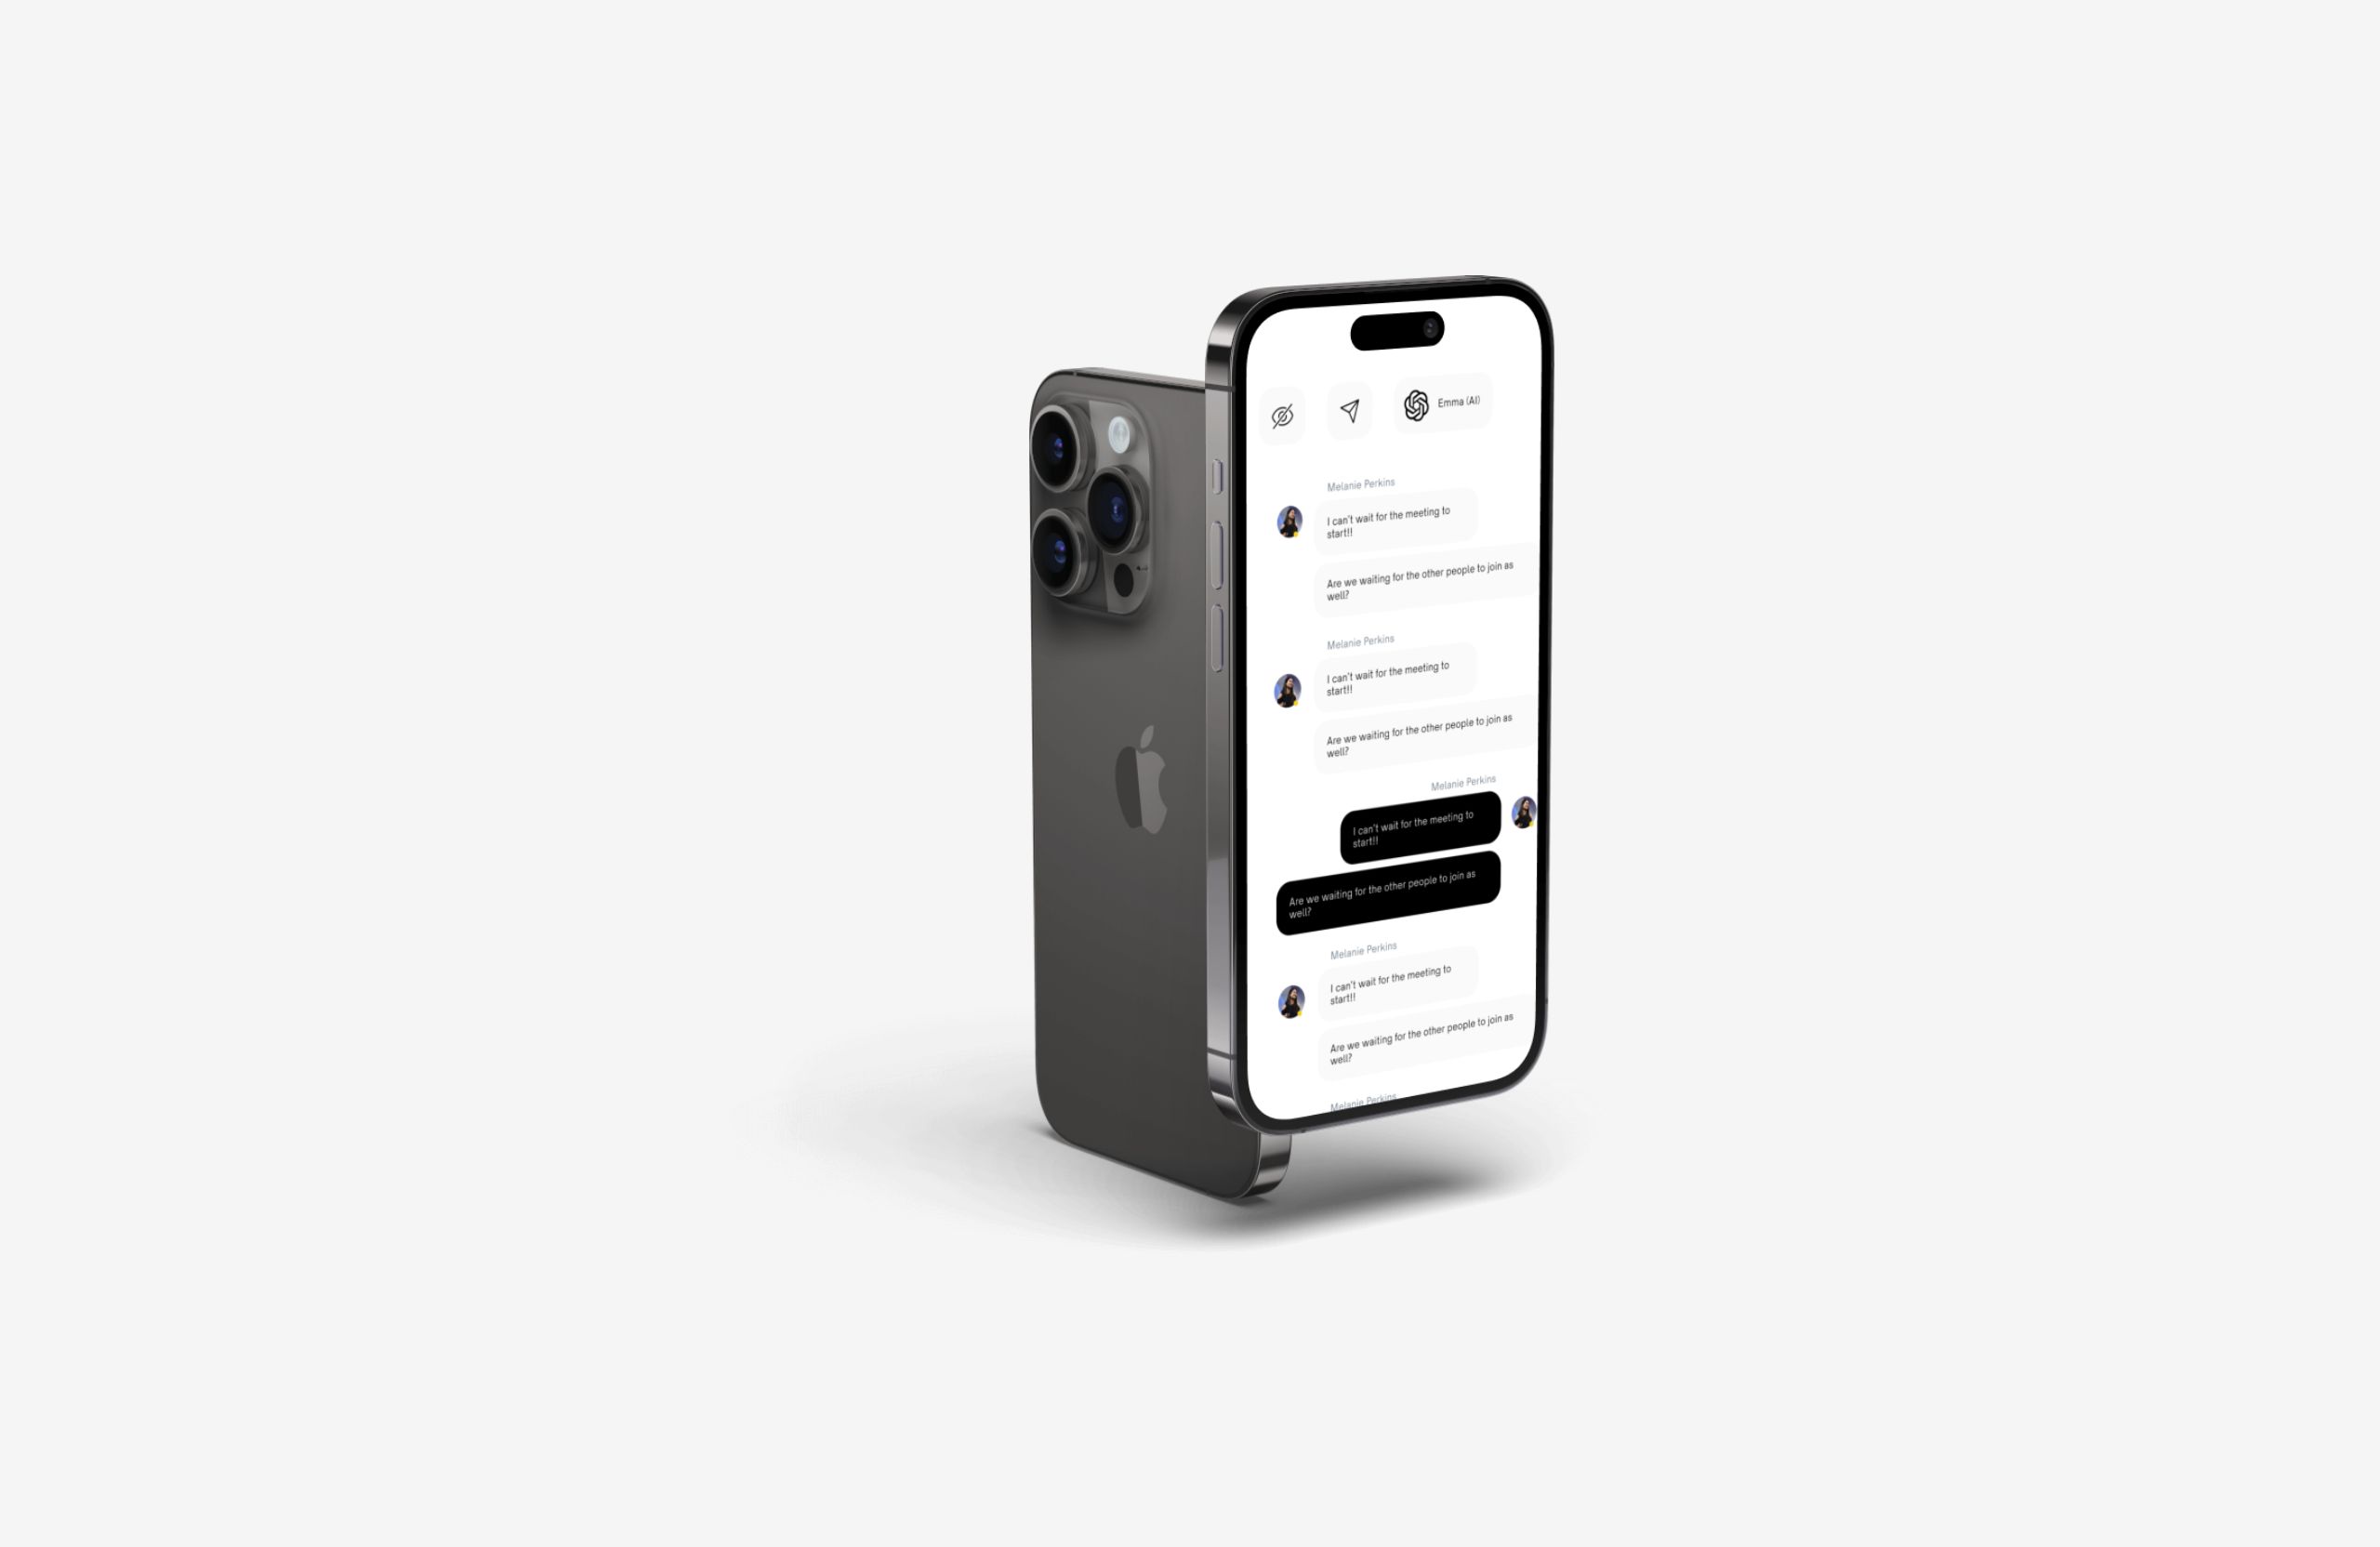 Emma (AI)
Melanie Perkins
I can't wait for the meeting to
start!!
Are we waiting for the other people to join as
well?
Melanie Perkins
I can't wait for the meeting to
start!!
Are we waiting for the other people to join as
well?
Melanie Perkins
I can't wait for the meeting to
start!!
Are we waiting for the other people to join as
well?
Melanie Perkins
I can't wait for the meeting to
start!!
Are we waiting for the other people to join as
well?
Melanie Perkins